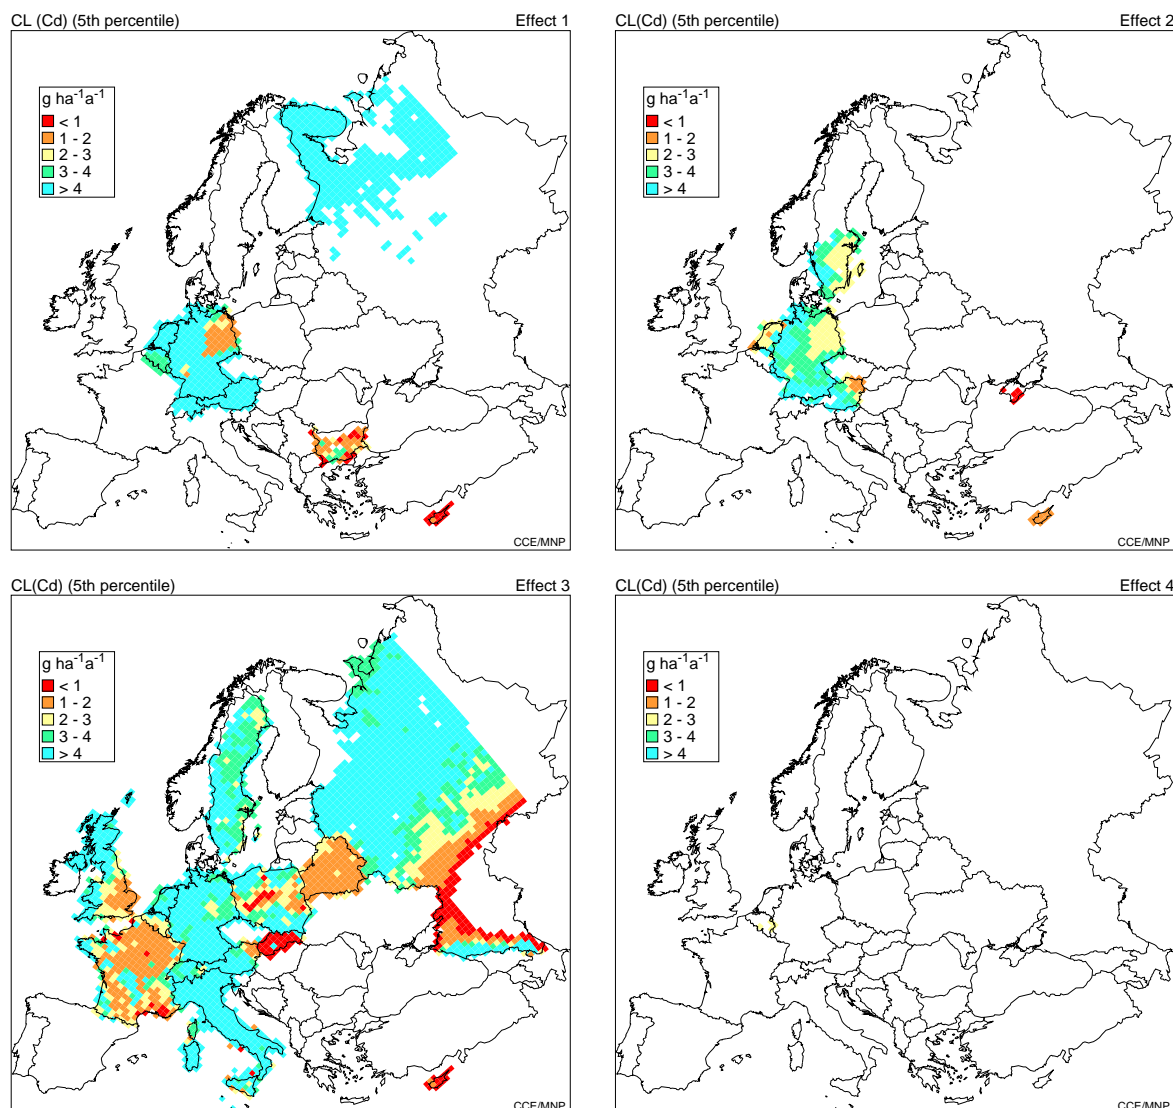 CL (Cd) (5th percentile) Effect 1
g ha⁻¹a⁻¹
< 1
1 - 2
2 - 3
3 - 4
> 4
CCE/MNP
CL(Cd) (5th percentile) Effect 2
g ha⁻¹a⁻¹
< 1
1 - 2
2 - 3
3 - 4
> 4
CCE/MNP
CL(Cd) (5th percentile) Effect 3
g ha⁻¹a⁻¹
< 1
1 - 2
2 - 3
3 - 4
> 4
CCE/MNP
CL(Cd) (5th percentile) Effect 4
g ha⁻¹a⁻¹
< 1
1 - 2
2 - 3
3 - 4
> 4
CCE/MNP